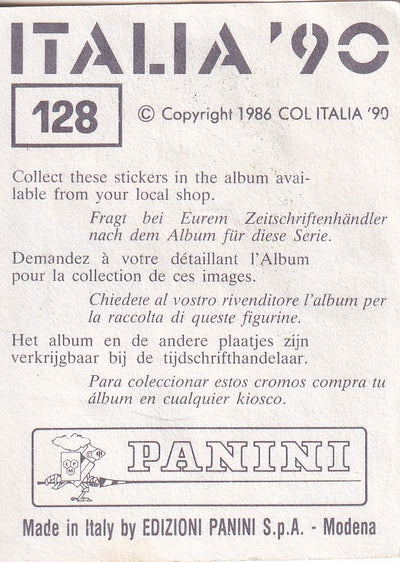 ITALIA '90
128
© Copyright 1986 COL ITALIA '90
Collect these stickers in the album avai-
lable from your local shop.
Fragt bei Eurem Zeitschriftenhändler
nach dem Album für diese Serie.
Demandez à votre détaillant l'Album
pour la collection de ces images.
Chiedete al vostro rivenditore l'album per
la raccolta di queste figurine.
Het album en de andere plaatjes zijn
verkrijgbaar bij de tijdschrifthandelaar.
Para coleccionar estos cromos compra tu
álbum en cualquier kiosco.
PANINI
Made in Italy by EDIZIONI PANINI S.p.A. - Modena